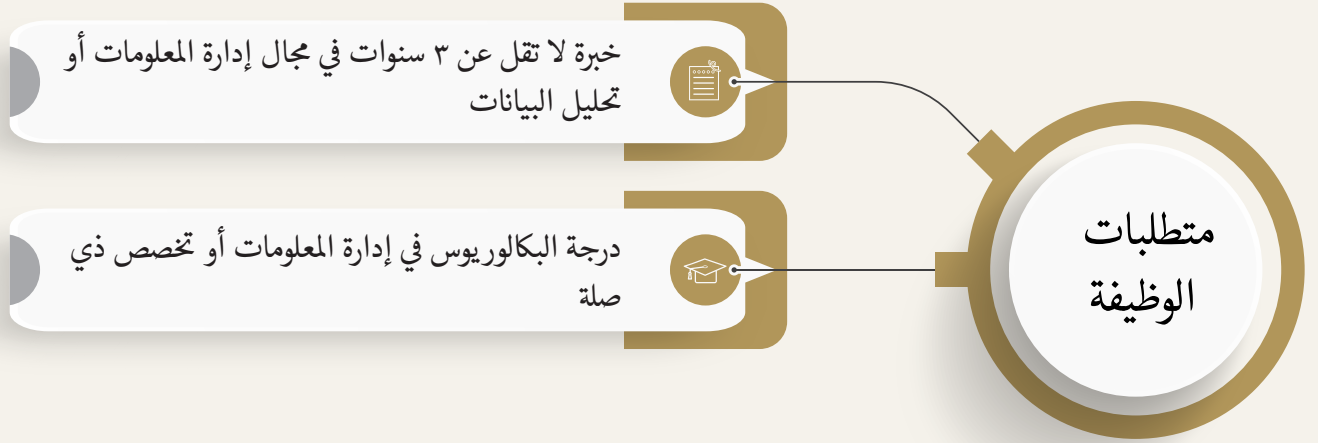 متطلبات
الوظيفة
خبرة لا تقل عن ٣ سنوات في مجال إدارة المعلومات أو
تحليل البيانات
درجة البكالوريوس في إدارة المعلومات أو تخصص ذي
صلة